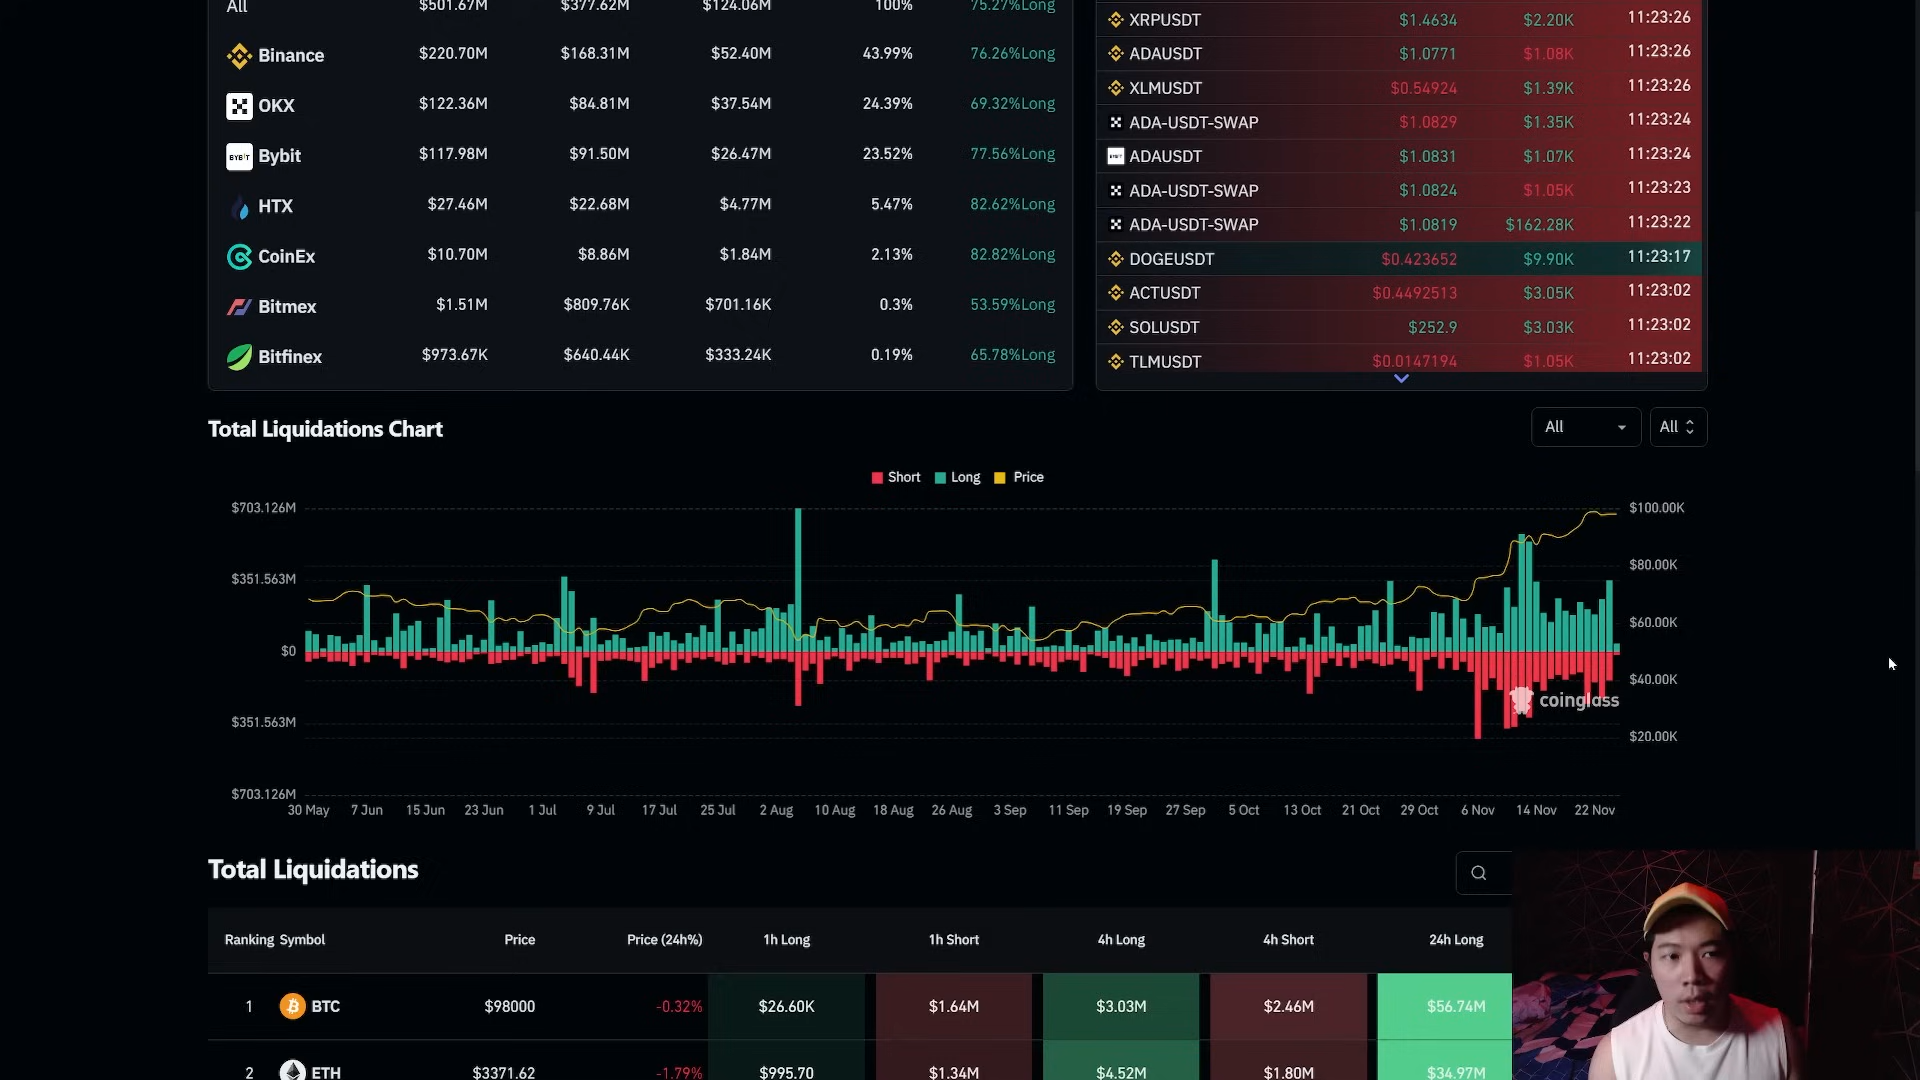 All $501.67M $377.62M $124.06M 100% 75.27%Long
Binance $220.70M $168.31M $52.40M 43.99% 76.26%Long
OKX $122.36M $84.81M $37.54M 24.39% 69.32%Long
BYBIT Bybit $117.98M $91.50M $26.47M 23.52% 77.56%Long
HTX $27.46M $22.68M $4.77M 5.47% 82.62%Long
CoinEx $10.70M $8.86M $1.84M 2.13% 82.82%Long
Bitmex $1.51M $809.76K $701.16K 0.3% 53.59%Long
Bitfinex $973.67K $640.44K $333.24K 0.19% 65.78%Long
XRPUSDT $1.4634 $2.20K 11:23:26
ADAUSDT $1.0771 $1.08K 11:23:26
XLMUSDT $0.54924 $1.39K 11:23:26
ADA-USDT-SWAP $1.0829 $1.35K 11:23:24
ADAUSDT $1.0831 $1.07K 11:23:24
ADA-USDT-SWAP $1.0824 $1.05K 11:23:23
ADA-USDT-SWAP $1.0819 $162.28K 11:23:22
DOGEUSDT $0.423652 $9.90K 11:23:17
ACTUSDT $0.4492513 $3.05K 11:23:02
SOLUSDT $252.9 $3.03K 11:23:02
TLMUSDT $0.0147194 $1.05K 11:23:02
Total Liquidations Chart
All All
Short Long Price
$703.126M $100.00K
$351.563M $80.00K
$60.00K
$0
$40.00K
coinglass
$351.563M $20.00K
$703.126M
30 May 7 Jun 15 Jun 23 Jun 1 Jul 9 Jul 17 Jul 25 Jul 2 Aug 10 Aug 18 Aug 26 Aug 3 Sep 11 Sep 19 Sep 27 Sep 5 Oct 13 Oct 21 Oct 29 Oct 6 Nov 14 Nov 22 Nov
Total Liquidations
Ranking Symbol Price Price (24h%) 1h Long 1h Short 4h Long 4h Short 24h Long
1 BTC $98000 -0.32% $26.60K $1.64M $3.03M $2.46M $56.74M
2 ETH $3371.62 -1.79% $995.70 $1.34M $4.52M $1.80M $34.97M